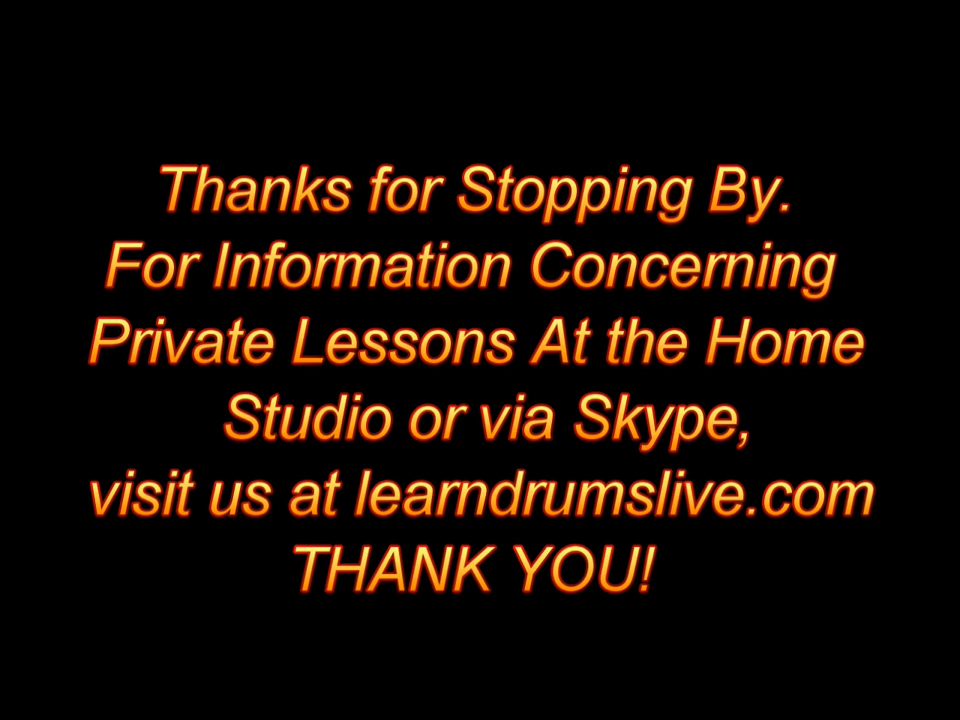 Thanks for Stopping By.
For Information Concerning
Private Lessons At the Home
Studio or via Skype,
visit us at learndrumslive.com
THANK YOU!